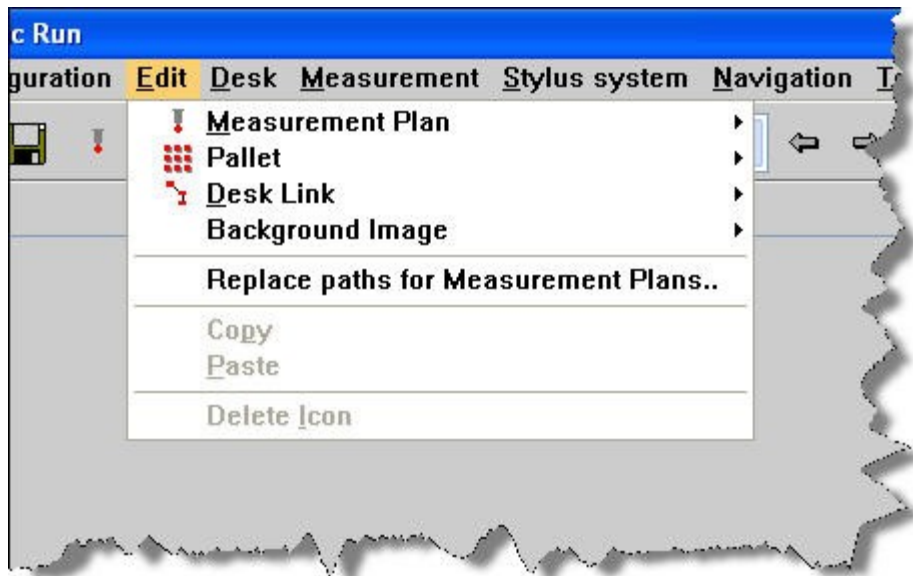 c Run
guration Edit Desk Measurement Stylus system Navigation
Measurement Plan
Pallet
Desk Link
Background Image
Replace paths for Measurement Plans..
Copy
Paste
Delete Icon